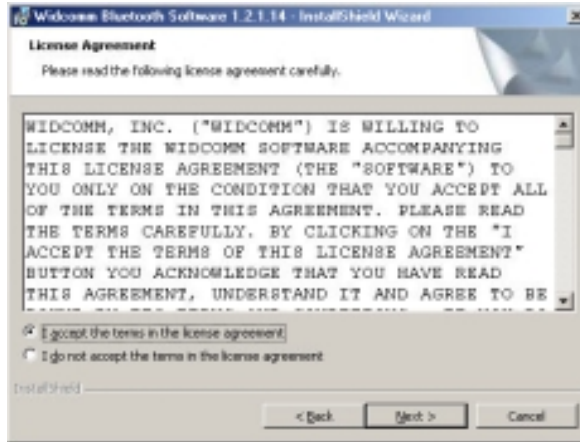 Widcomm Bluetooth Software 1.2.1.14 - InstallShield Wizard
License Agreement
Please read the following license agreement carefully.
WIDCOMM, INC. ("WIDCOMM") IS WILLING TO
LICENSE THE WIDCOMM SOFTWARE ACCOMPANYING
THIS LICENSE AGREEMENT (THE "SOFTWARE") TO
YOU ONLY ON THE CONDITION THAT YOU ACCEPT ALL
OF THE TERMS IN THIS AGREEMENT. PLEASE READ
THE TERMS CAREFULLY. BY CLICKING ON THE "I
ACCEPT THE TERMS OF THIS LICENSE AGREEMENT"
BUTTON YOU ACKNOWLEDGE THAT YOU HAVE READ
THIS AGREEMENT, UNDERSTAND IT AND AGREE TO BE
I accept the terms in the license agreement
I do not accept the terms in the license agreement
InstallShield
< Back
Next >
Cancel